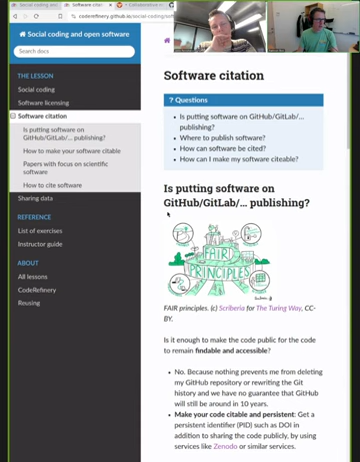 Social coding and
Software citat
coderefinery.github.io/social-coding/sof
Social coding and open software
Search docs
THE LESSON
Social coding
Software licensing
Software citation
Is putting software on
GitHub/GitLab/... publishing?
How to make your software citable
Papers with focus on scientific
software
How to cite software
Sharing data
REFERENCE
List of exercises
Instructor guide
ABOUT
All lessons
CodeRefinery
Reusing
Software citation
? Questions
• Is putting software on GitHub/GitLab/...
publishing?
• Where to publish software?
• How can software be cited?
• How can I make my software citeable?
Is putting software on
GitHub/GitLab/... publishing?
FAIR
PRINCIPLES
FAIR principles. (c) Scriberia for The Turing Way, CC-
BY.
Is it enough to make the code public for the code
to remain findable and accessible?
• No. Because nothing prevents me from deleting
my GitHub repository or rewriting the Git
history and we have no guarantee that GitHub
will still be around in 10 years.
• Make your code citable and persistent: Get a
persistent identifier (PID) such as DOI in
addition to sharing the code publicly, by using
services like Zenodo or similar services.